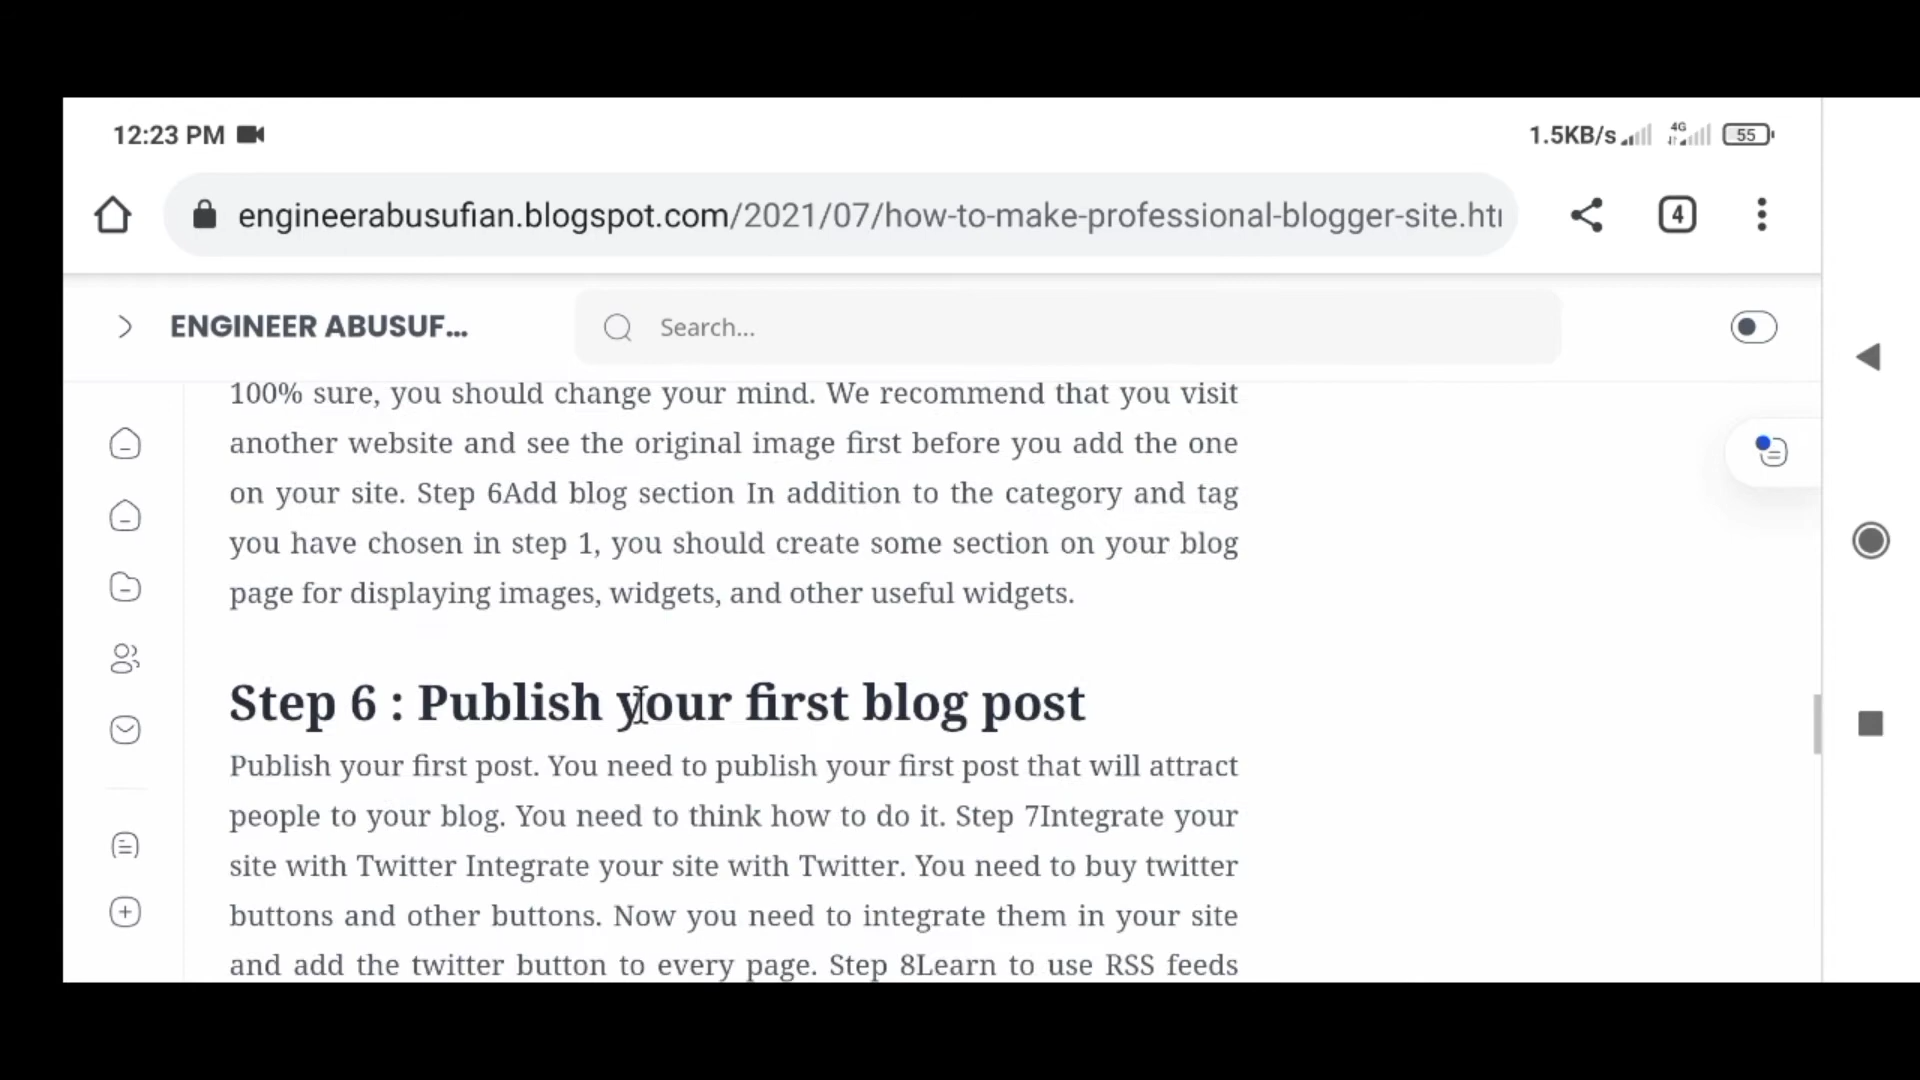 12:23 PM
1.5KB/s 4G 55
engineerabusufian.blogspot.com/2021/07/how-to-make-professional-blogger-site.htm
4
ENGINEER ABUSUF...
Search...
100% sure, you should change your mind. We recommend that you visit
another website and see the original image first before you add the one
on your site. Step 6Add blog section In addition to the category and tag
you have chosen in step 1, you should create some section on your blog
page for displaying images, widgets, and other useful widgets.
Step 6 : Publish your first blog post
Publish your first post. You need to publish your first post that will attract
people to your blog. You need to think how to do it. Step 7Integrate your
site with Twitter Integrate your site with Twitter. You need to buy twitter
buttons and other buttons. Now you need to integrate them in your site
and add the twitter button to every page. Step 8Learn to use RSS feeds